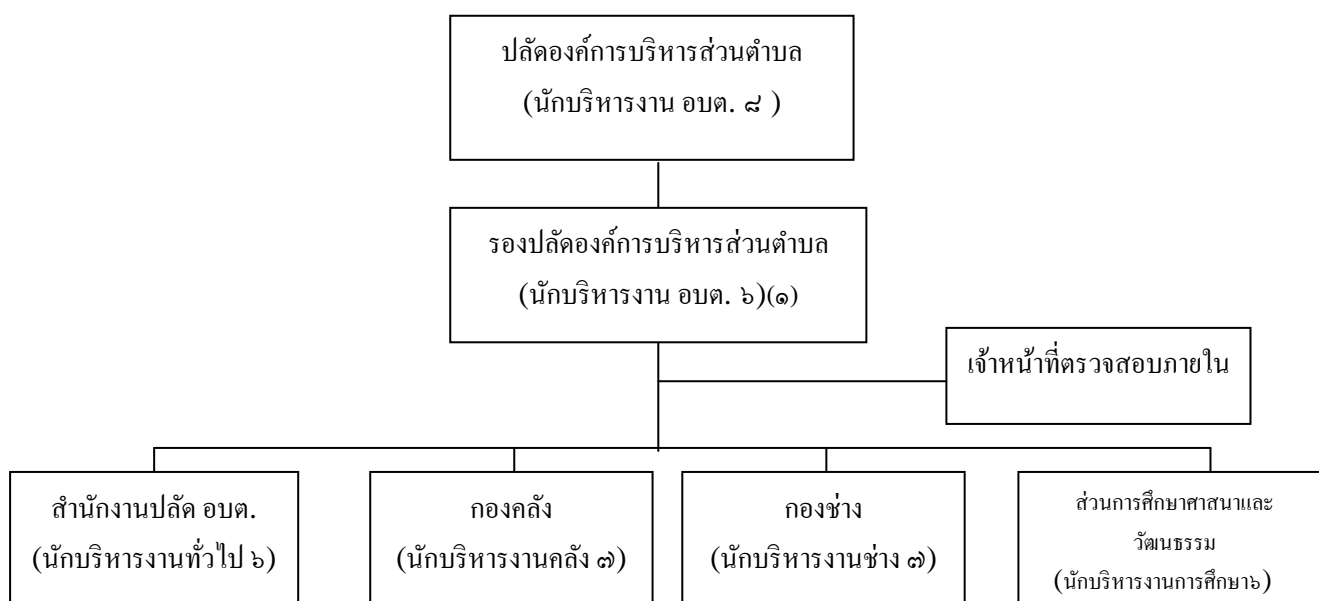 ปลัดองค์การบริหารส่วนตำบล
(นักบริหารงาน อบต. ๘ )
รองปลัดองค์การบริหารส่วนตำบล
(นักบริหารงาน อบต. ๖)(๑)
เจ้าหน้าที่ตรวจสอบภายใน
สำนักงานปลัด อบต.
(นักบริหารงานทั่วไป ๖)
กองคลัง
(นักบริหารงานคลัง ๗)
กองช่าง
(นักบริหารงานช่าง ๗)
ส่วนการศึกษาศาสนาและ
วัฒนธรรม
(นักบริหารงานการศึกษา๖)